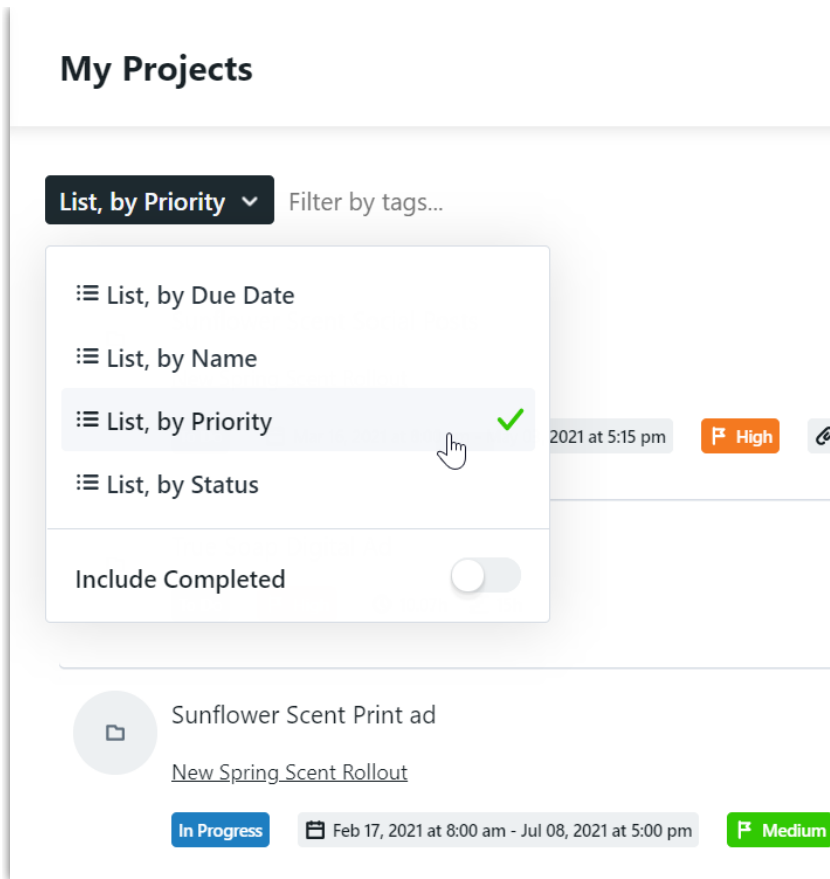 My Projects
List, by Priority
Filter by tags...
List, by Due Date
List, by Name
List, by Priority
2021 at 5:15 pm
High
List, by Status
Include Completed
Sunflower Scent Print ad
New Spring Scent Rollout
In Progress
Feb 17, 2021 at 8:00 am - Jul 08, 2021 at 5:00 pm
Medium